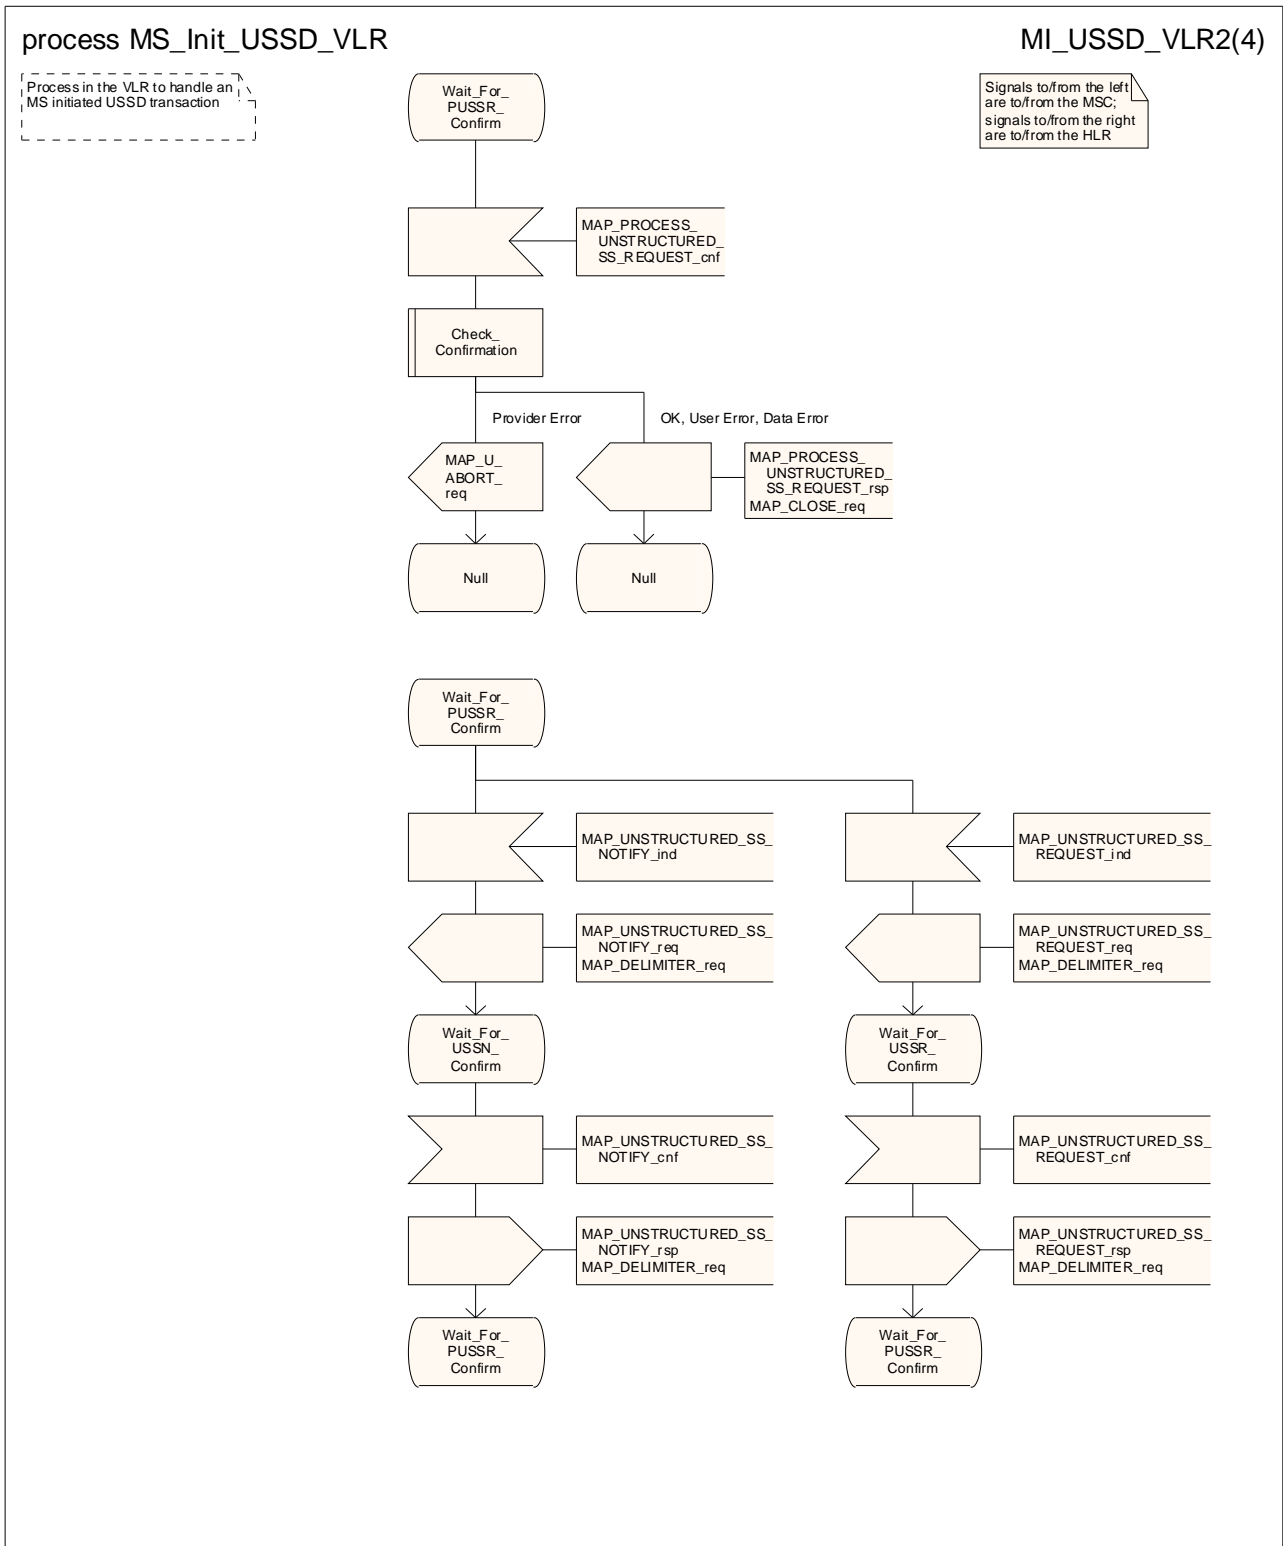 process MS_Init_USSD_VLR
MI_USSD_VLR2(4)
Process in the VLR to handle an
MS initiated USSD transaction
Signals to/from the left
are to/from the MSC;
signals to/from the right
are to/from the HLR
Wait_For_
PUSSR_
Confirm
MAP_PROCESS_
UNSTRUCTURED_
SS_REQUEST_cnf
Check_
Confirmation
Provider Error
OK, User Error, Data Error
MAP_U_
ABORT_
req
MAP_PROCESS_
UNSTRUCTURED_
SS_REQUEST_rsp
MAP_CLOSE_req
Null
Null
Wait_For_
PUSSR_
Confirm
MAP_UNSTRUCTURED_SS_
NOTIFY_ind
MAP_UNSTRUCTURED_SS_
REQUEST_ind
MAP_UNSTRUCTURED_SS_
NOTIFY_req
MAP_DELIMITER_req
MAP_UNSTRUCTURED_SS_
REQUEST_req
MAP_DELIMITER_req
Wait_For_
USSN_
Confirm
Wait_For_
USSR_
Confirm
MAP_UNSTRUCTURED_SS_
NOTIFY_cnf
MAP_UNSTRUCTURED_SS_
REQUEST_cnf
MAP_UNSTRUCTURED_SS_
NOTIFY_rsp
MAP_DELIMITER_req
MAP_UNSTRUCTURED_SS_
REQUEST_rsp
MAP_DELIMITER_req
Wait_For_
PUSSR_
Confirm
Wait_For_
PUSSR_
Confirm